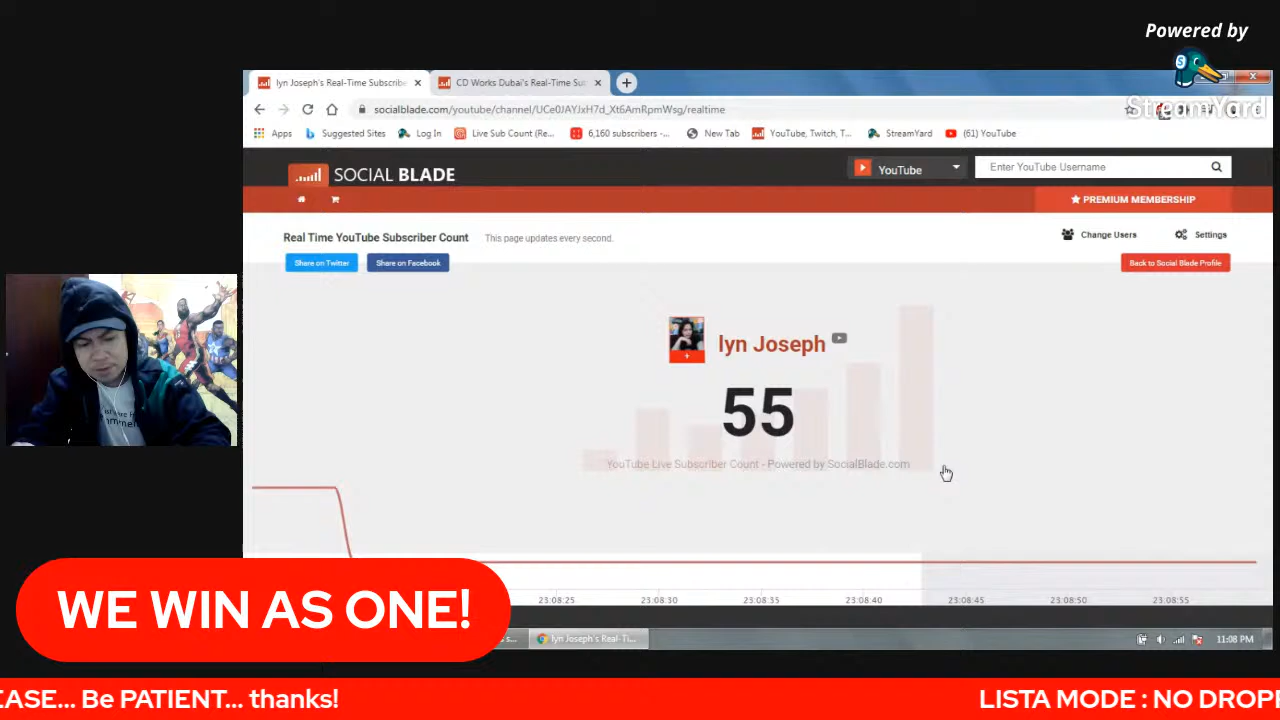 Powered by
StreamYard
lyn Joseph's Real-Time Subscribe
CD Works Dubai's Real-Time Su
socialblade.com/youtube/channel/UCe0JAYJxH7d_Xt6AmRpmWsg/realtime
Apps Suggested Sites Log In Live Sub Count (Re... 6,160 subscribers -... New Tab YouTube, Twitch, T... StreamYard (61) YouTube
SOCIAL BLADE
YouTube
Enter YouTube Username
PREMIUM MEMBERSHIP
Real Time YouTube Subscriber Count
This page updates every second.
Change Users
Settings
Share on Twitter
Share on Facebook
Back to Social Blade Profile
lyn Joseph
55
YouTube Live Subscriber Count - Powered by SocialBlade.com
23:08:25 23:08:30 23:08:35 23:08:40 23:08:45 23:08:50 23:08:55
WE WIN AS ONE!
lyn Joseph's Real-Ti...
11:08 PM
EASE... Be PATIENT... thanks!
LISTA MODE : NO DROPP